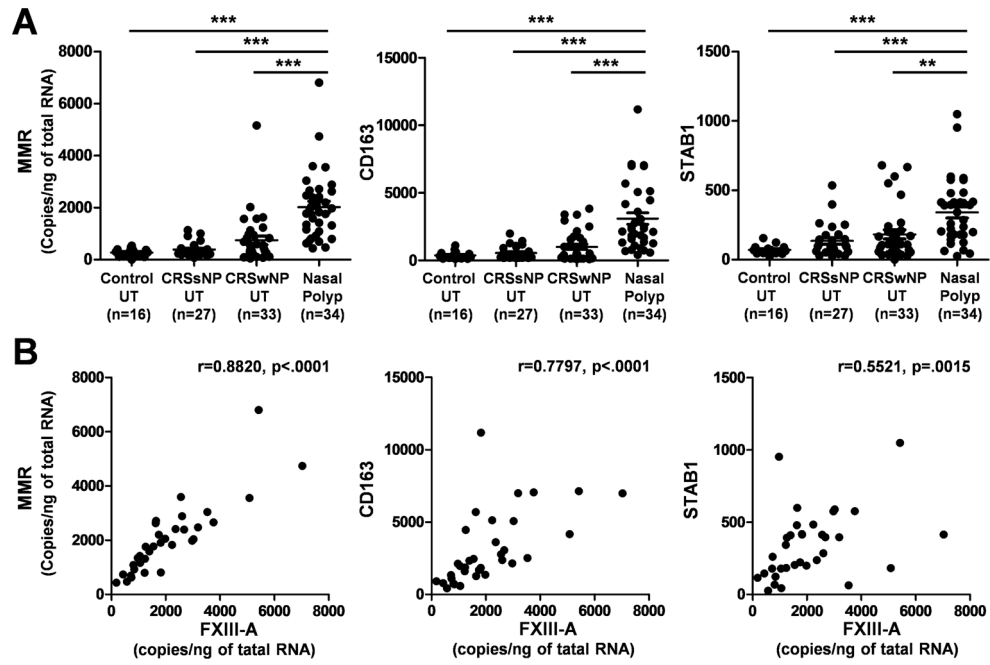 A
*** *** ***
*** *** ***
*** *** **
MMR
(Copies/ng of total RNA)
8000
6000
4000
2000
0
Control UT (n=16)
CRSsNP UT (n=27)
CRSwNP UT (n=33)
Nasal Polyp (n=34)
CD163
15000
10000
5000
0
Control UT (n=16)
CRSsNP UT (n=27)
CRSwNP UT (n=33)
Nasal Polyp (n=34)
STAB1
1500
1000
500
0
Control UT (n=16)
CRSsNP UT (n=27)
CRSwNP UT (n=33)
Nasal Polyp (n=34)
B
r=0.8820, p<.0001
MMR
(Copies/ng of total RNA)
8000
6000
4000
2000
0
0 2000 4000 6000 8000
FXIII-A
(copies/ng of tatal RNA)
r=0.7797, p<.0001
CD163
15000
10000
5000
0
0 2000 4000 6000 8000
FXIII-A
(copies/ng of tatal RNA)
r=0.5521, p=.0015
STAB1
1500
1000
500
0
0 2000 4000 6000 8000
FXIII-A
(copies/ng of tatal RNA)